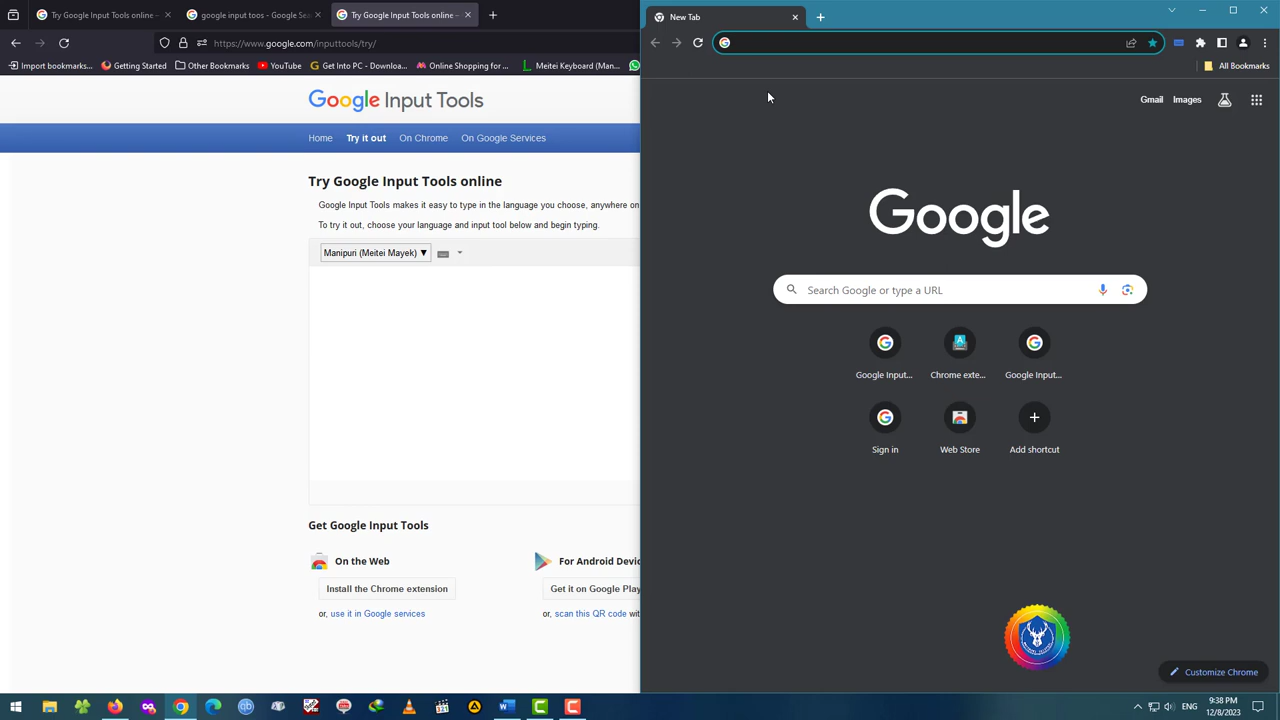 Try Google Input Tools online –
google input toos - Google Sea
Try Google Input Tools online –
https://www.google.com/inputtools/try/
Import bookmarks...
Getting Started
Other Bookmarks
YouTube
Get Into PC - Downloa...
Online Shopping for ...
Meitei Keyboard (Man...
Google Input Tools
Home
Try it out
On Chrome
On Google Services
Try Google Input Tools online
Google Input Tools makes it easy to type in the language you choose, anywhere on
To try it out, choose your language and input tool below and begin typing.
Manipuri (Meitei Mayek) ▼
Get Google Input Tools
On the Web
For Android Devi
Install the Chrome extension
Get it on Google Play
or, use it in Google services
or, scan this QR code wit
New Tab
All Bookmarks
Gmail
Images
Google
Search Google or type a URL
Google Input...
Chrome exte...
Google Input...
Sign in
Web Store
Add shortcut
Customize Chrome
ENG
9:38 PM
12/8/2023